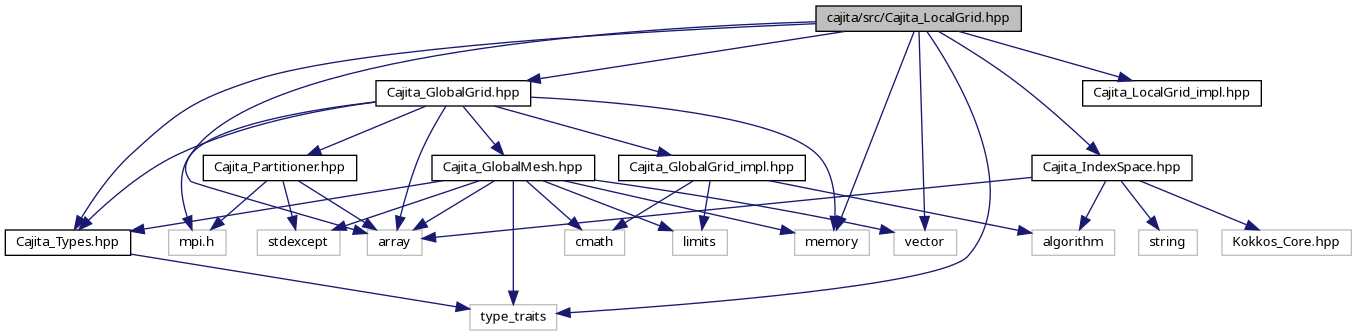 cajita/src/Cajita_LocalGrid.hpp
Cajita_GlobalGrid.hpp
Cajita_LocalGrid_impl.hpp
Cajita_Partitioner.hpp
Cajita_GlobalMesh.hpp
Cajita_GlobalGrid_impl.hpp
Cajita_IndexSpace.hpp
Cajita_Types.hpp
mpi.h
stdexcept
array
cmath
limits
memory
vector
algorithm
string
Kokkos_Core.hpp
type_traits